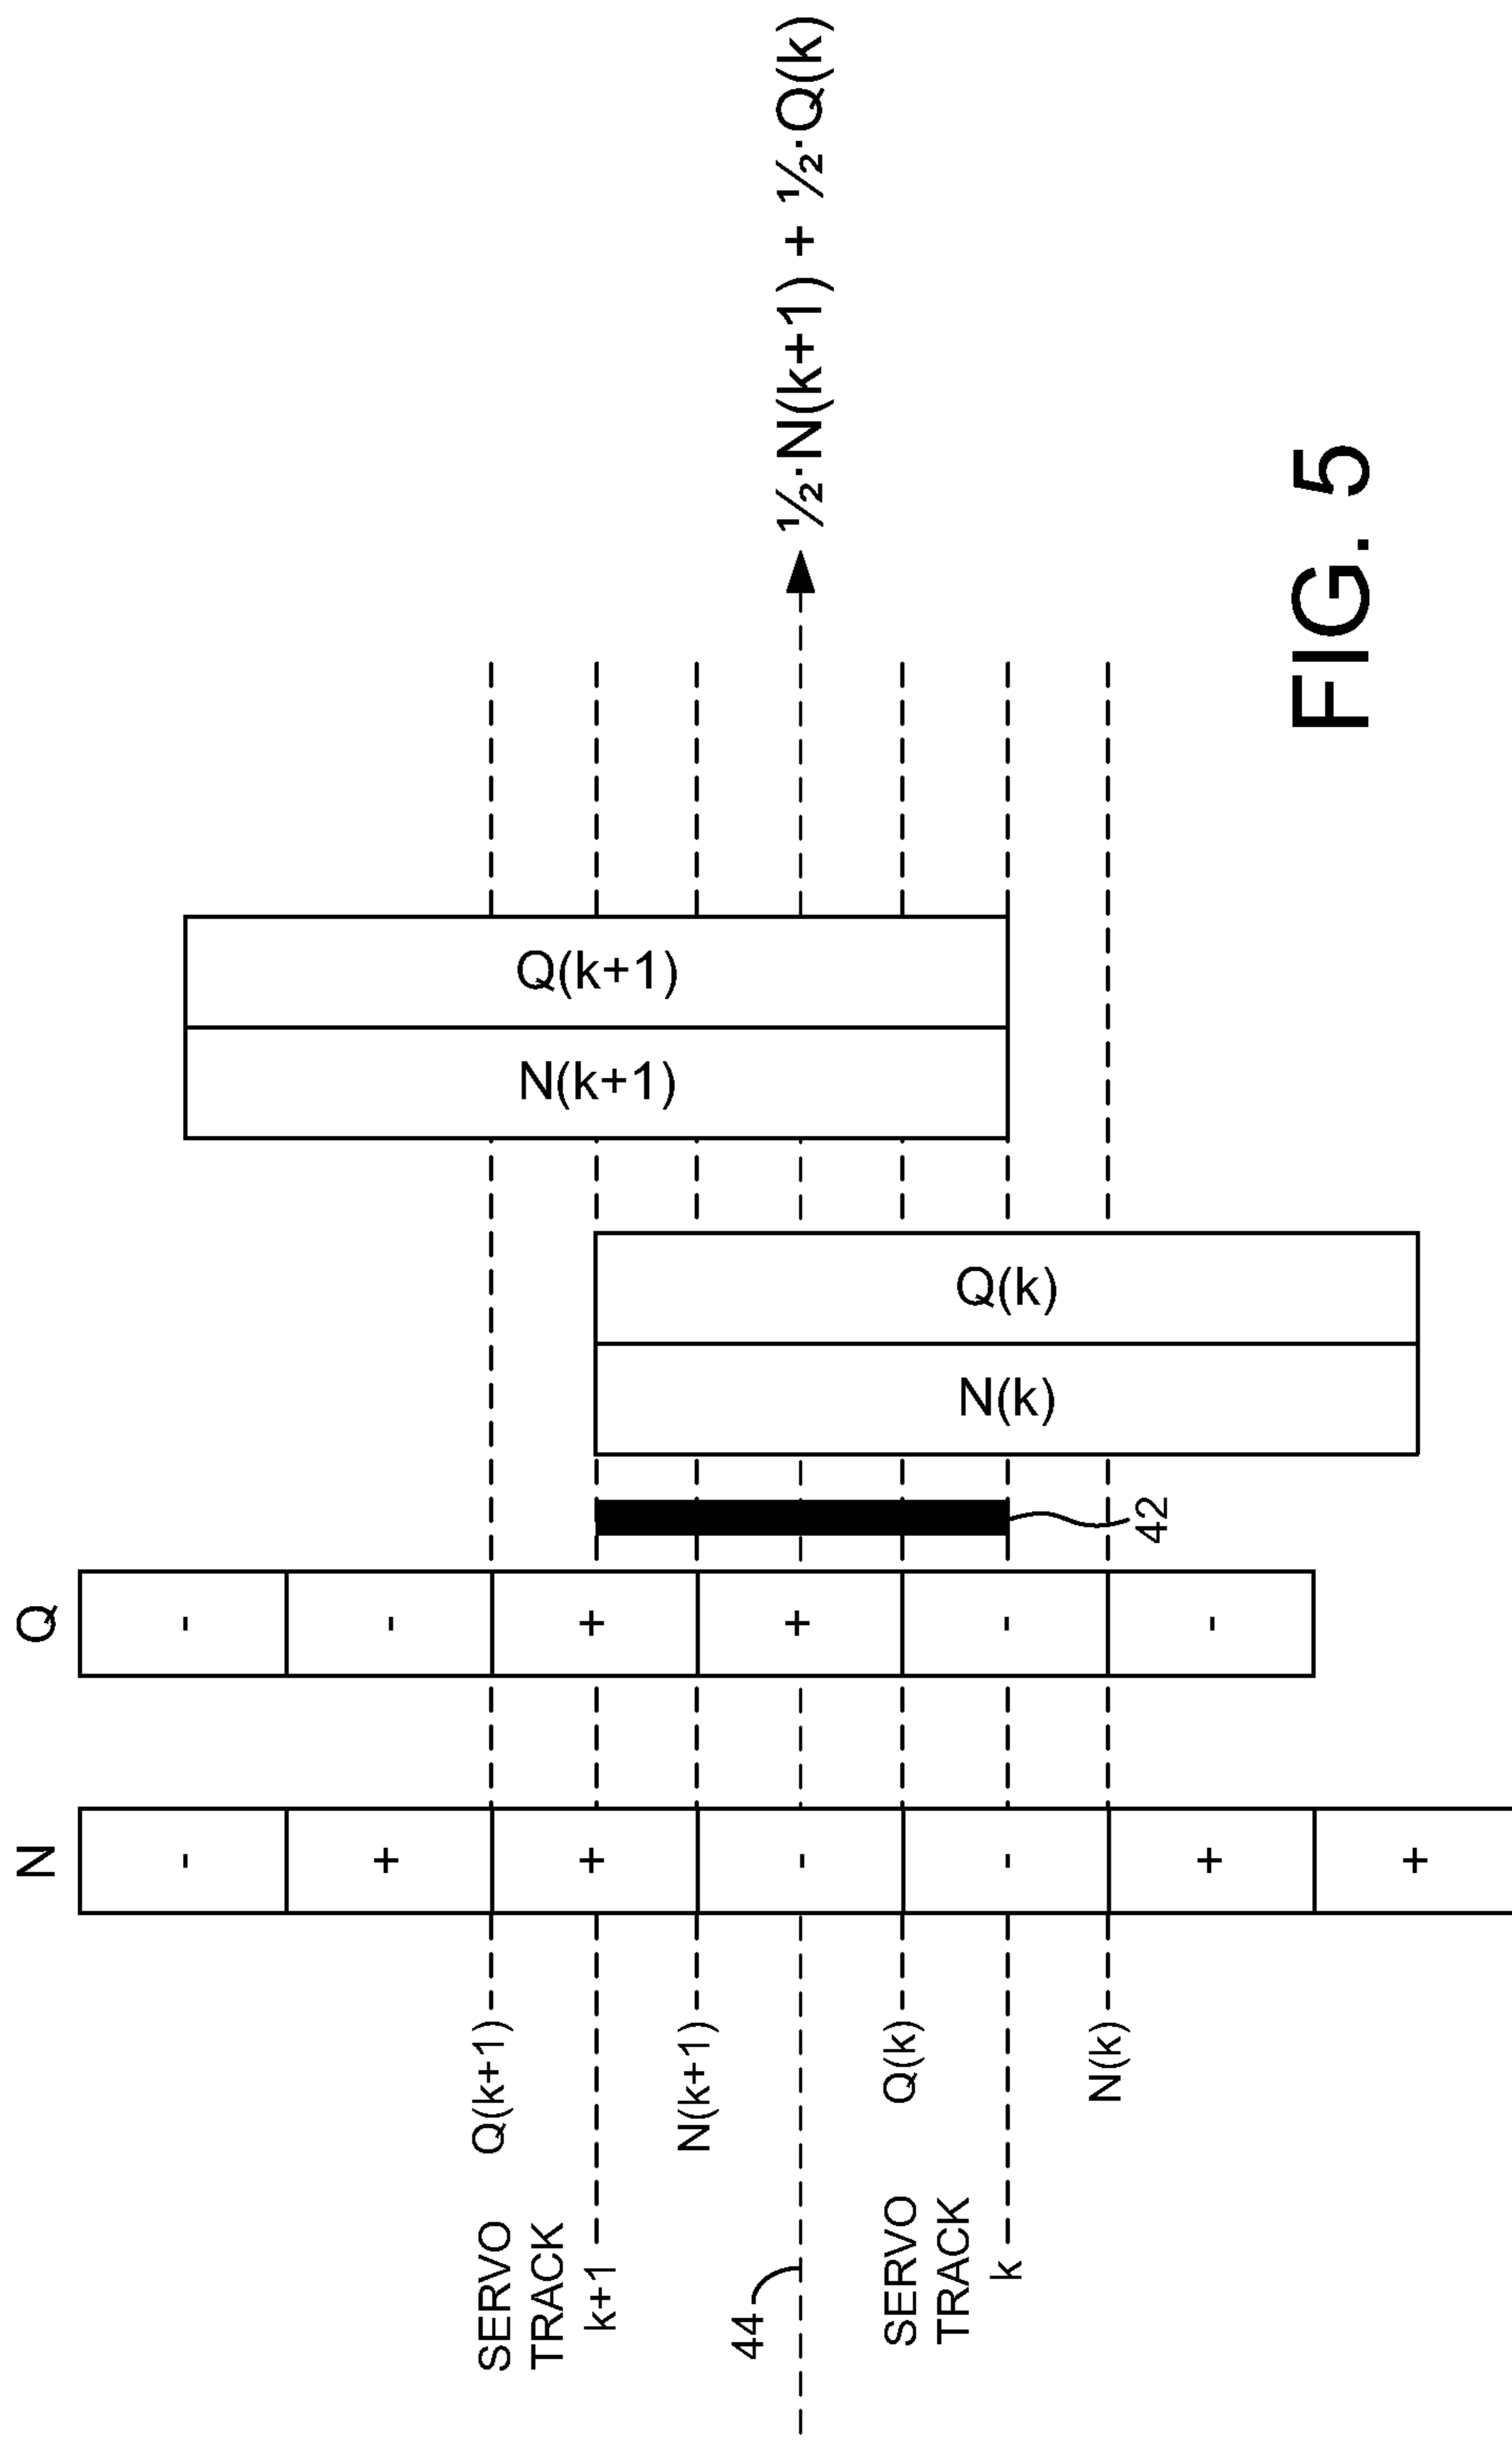 N
Q
-
-
+
-
Q(k+1)
+
+
SERVO
TRACK
k+1
Q(k+1)
N(k+1)
N(k+1)
44
-
+
½·N(k+1) + ½·Q(k)
Q(k)
SERVO
TRACK
k
-
-
N(k)
Q(k)
N(k)
42
+
-
+
FIG. 5